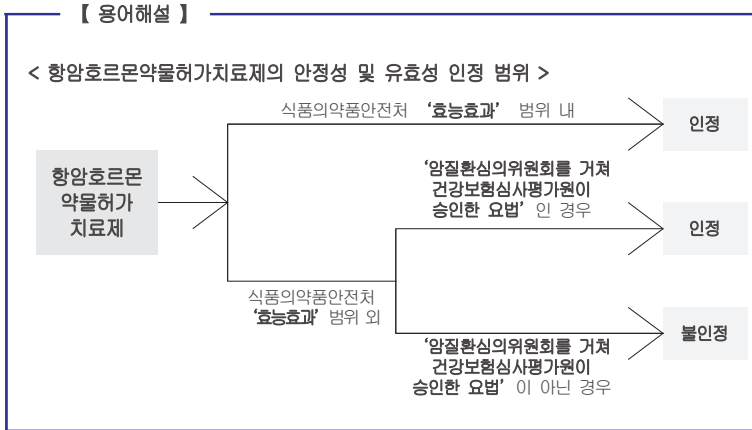 【 용어해설 】
< 항암호르몬약물허가치료제의 안정성 및 유효성 인정 범위 >
식품의약품안전처 ‘효능효과’ 범위 내
인정
항암호르몬
약물허가
치료제
‘암질환심의위원회를 거쳐
건강보험심사평가원이
승인한 요법’ 인 경우
인정
식품의약품안전처
‘효능효과’ 범위 외
불인정
‘암질환심의위원회를 거쳐
건강보험심사평가원이
승인한 요법’ 이 아닌 경우